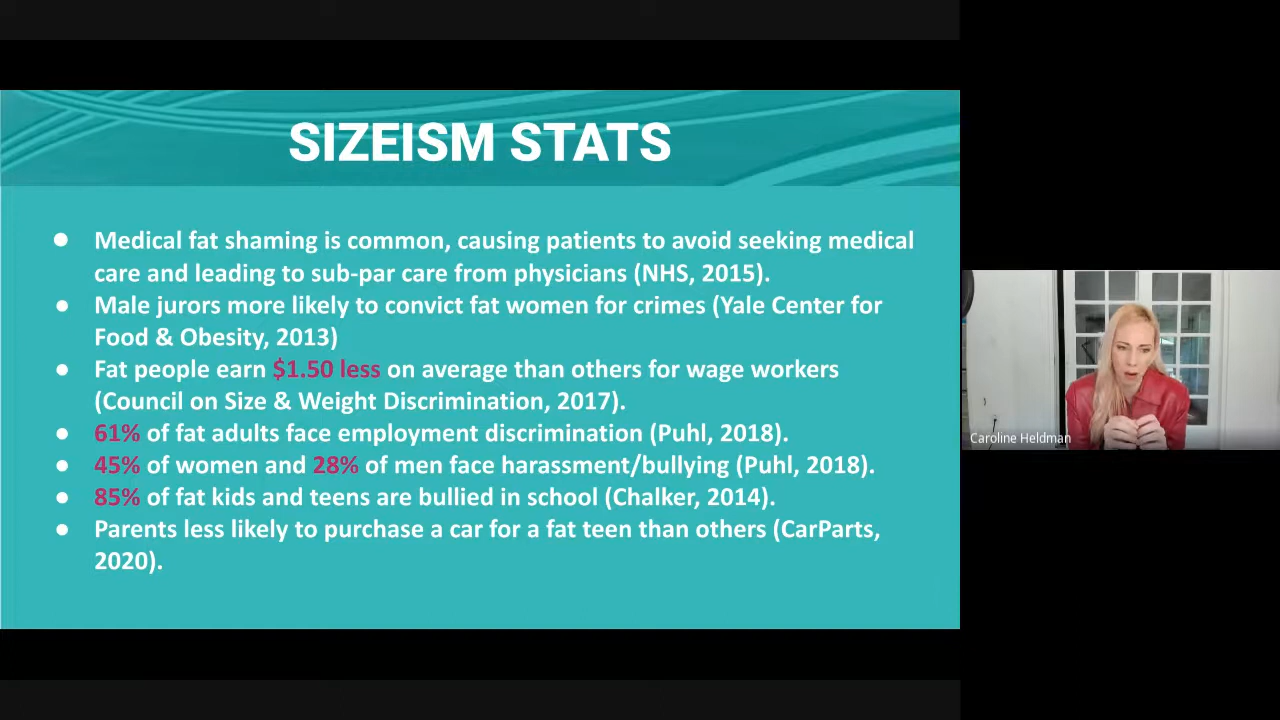 SIZEISM STATS
● Medical fat shaming is common, causing patients to avoid seeking medical
care and leading to sub-par care from physicians (NHS, 2015).
● Male jurors more likely to convict fat women for crimes (Yale Center for
Food & Obesity, 2013)
● Fat people earn $1.50 less on average than others for wage workers
(Council on Size & Weight Discrimination, 2017).
● 61% of fat adults face employment discrimination (Puhl, 2018).
● 45% of women and 28% of men face harassment/bullying (Puhl, 2018).
● 85% of fat kids and teens are bullied in school (Chalker, 2014).
● Parents less likely to purchase a car for a fat teen than others (CarParts,
2020).
Caroline Heldman